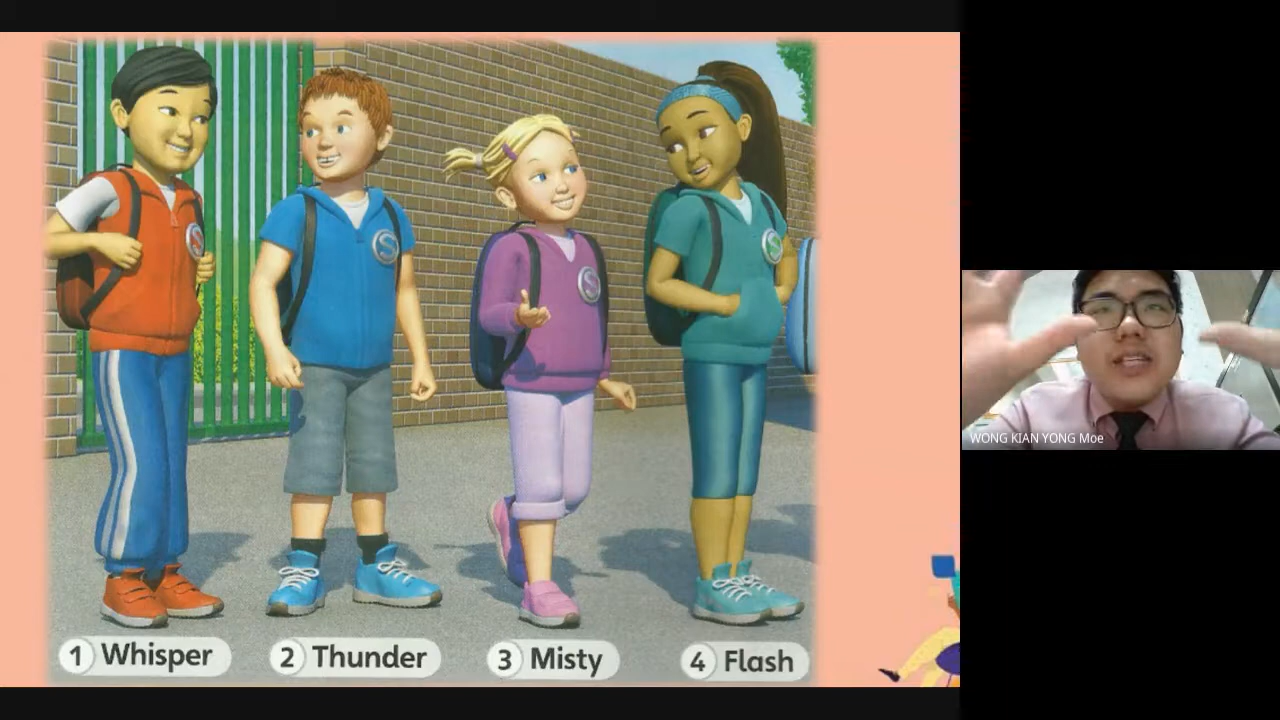 S
S
S
S
1 Whisper
2 Thunder
3 Misty
4 Flash
WONG KIAN YONG Moe